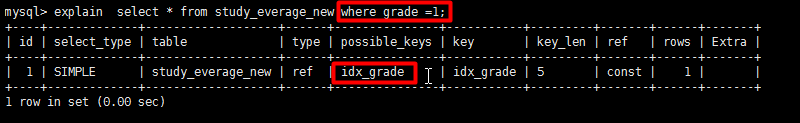 mysql> explain  select * from study_everage_new where grade =1;
+----+-------------+-------------------+------+---------------+-----------+---------+-------+------+-------+
| id | select_type | table             | type | possible_keys | key       | key_len | ref   | rows | Extra |
+----+-------------+-------------------+------+---------------+-----------+---------+-------+------+-------+
|  1 | SIMPLE      | study_everage_new | ref  | idx_grade     | idx_grade | 5       | const |    1 |       |
+----+-------------+-------------------+------+---------------+-----------+---------+-------+------+-------+
1 row in set (0.00 sec)